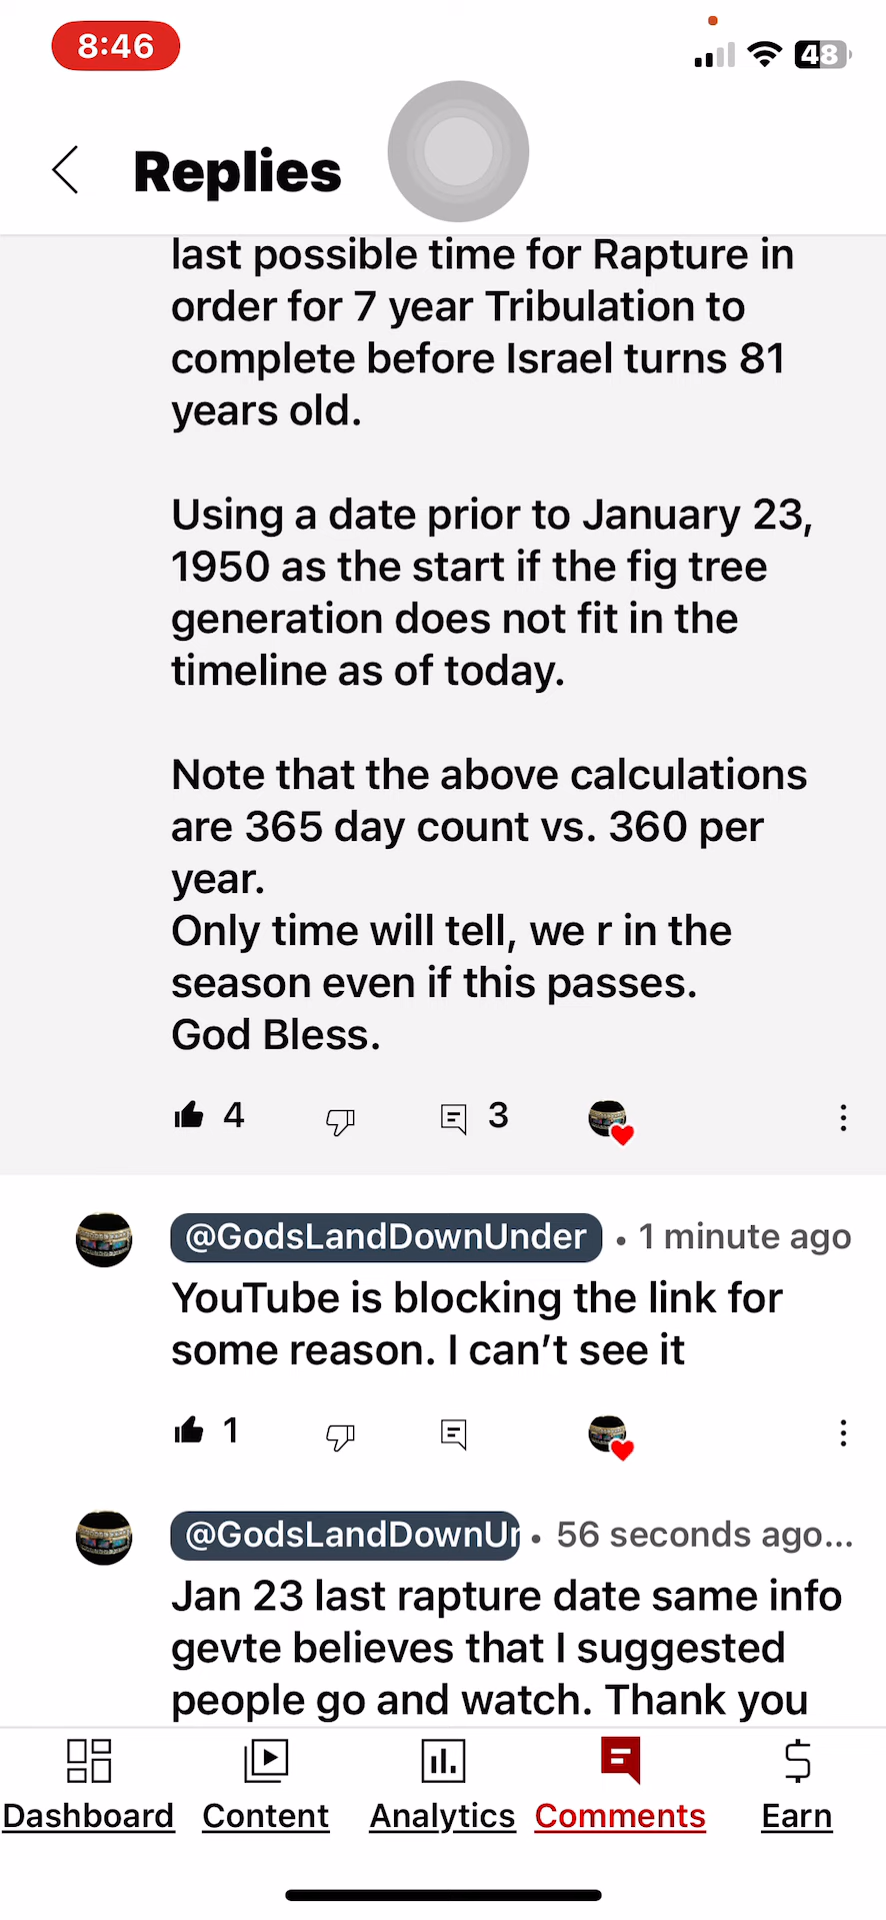 8:46
48
Replies
last possible time for Rapture in
order for 7 year Tribulation to
complete before Israel turns 81
years old.
Using a date prior to January 23,
1950 as the start if the fig tree
generation does not fit in the
timeline as of today.
Note that the above calculations
are 365 day count vs. 360 per
year.
Only time will tell, we r in the
season even if this passes.
God Bless.
4 3
@GodsLandDownUnder • 1 minute ago
YouTube is blocking the link for
some reason. I can't see it
1
@GodsLandDownUr • 56 seconds ago...
Jan 23 last rapture date same info
gevte believes that I suggested
people go and watch. Thank you
Dashboard Content Analytics Comments Earn